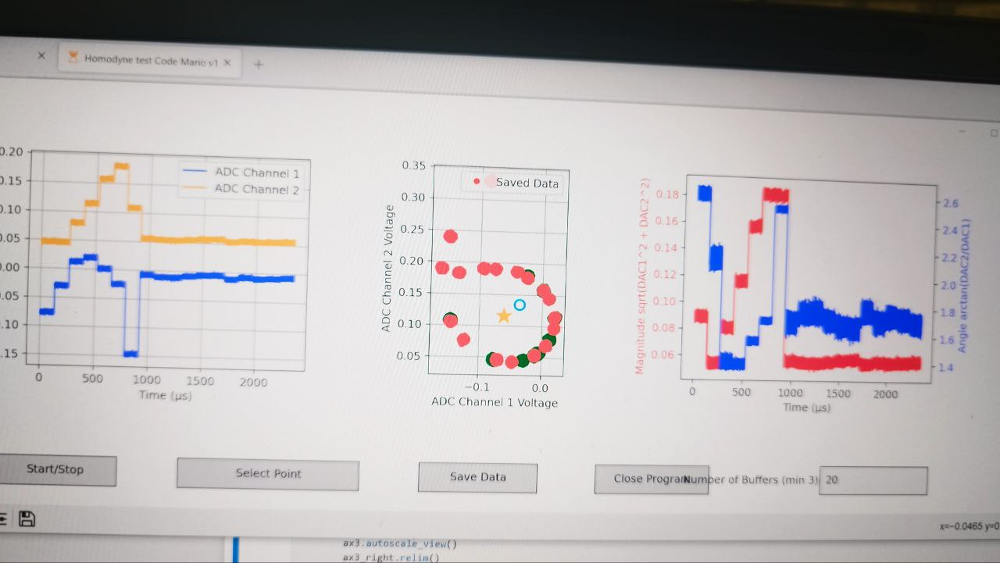 Homodyne test Code Mario v1
0.20
0.15
0.10
0.05
0.00
.05
.10
.15
0 500 1000 1500 2000
Time (µs)
ADC Channel 1
ADC Channel 2
0.35
0.30
0.25
0.20
0.15
0.10
0.05
ADC Channel 2 Voltage
Saved Data
−0.1 0.0
ADC Channel 1 Voltage
Magnitude sqrt(DAC1^2 + DAC2^2)
0.18
0.16
0.14
0.12
0.10
0.08
0.06
0 500 1000 1500 2000
Time (µs)
2.6
2.4
2.2
2.0
1.8
1.6
1.4
Angle arctan(DAC2/DAC1)
Start/Stop
Select Point
Save Data
Close Program
Number of Buffers (min 3) 20
x=−0.0465 y=0
ax3.autoscale_view()
ax3_right.relim()